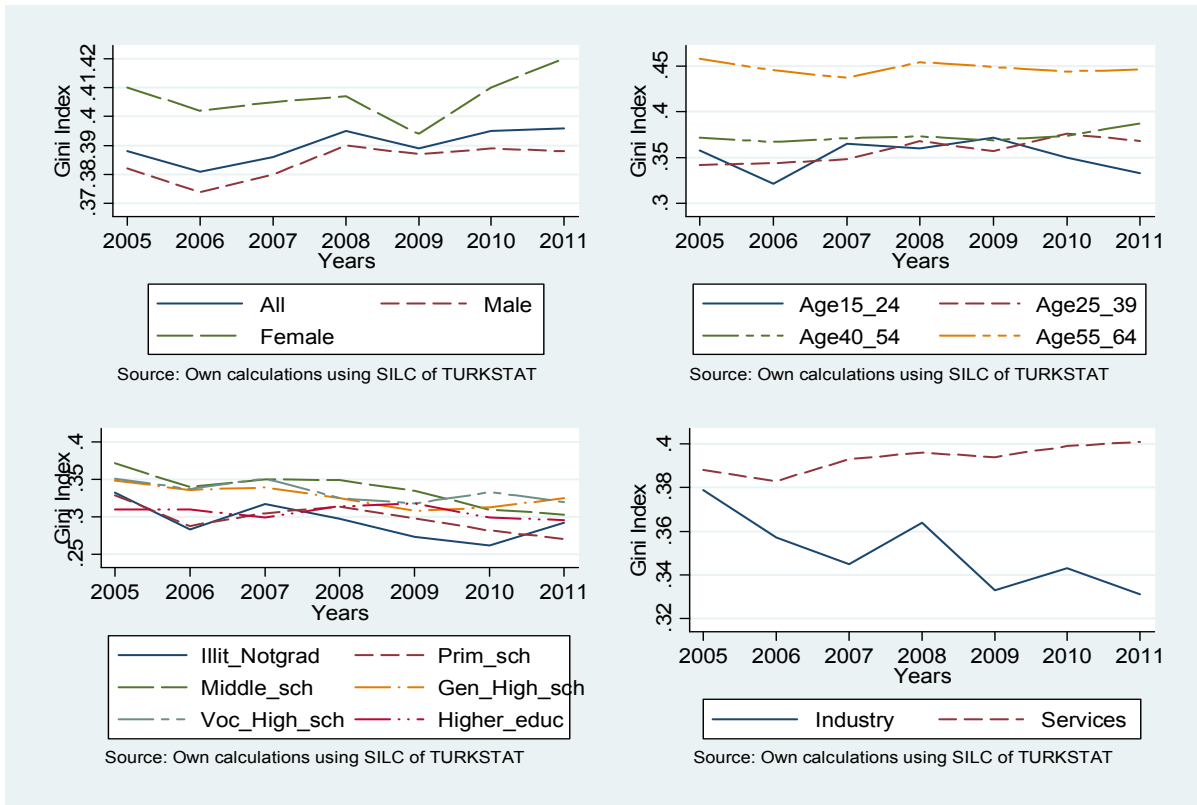 Gini Index
.37 .38 .39 .4 .41 .42
2005 2006 2007 2008 2009 2010 2011
Years
All Male
Female
Source: Own calculations using SILC of TURKSTAT
Gini Index
.3 .35 .4 .45
2005 2006 2007 2008 2009 2010 2011
Years
Age15_24 Age25_39
Age40_54 Age55_64
Source: Own calculations using SILC of TURKSTAT
Gini Index
.25 .3 .35 .4
2005 2006 2007 2008 2009 2010 2011
Years
Illit_Notgrad Prim_sch
Middle_sch Gen_High_sch
Voc_High_sch Higher_educ
Source: Own calculations using SILC of TURKSTAT
Gini Index
.32 .34 .36 .38 .4
2005 2006 2007 2008 2009 2010 2011
Years
Industry Services
Source: Own calculations using SILC of TURKSTAT